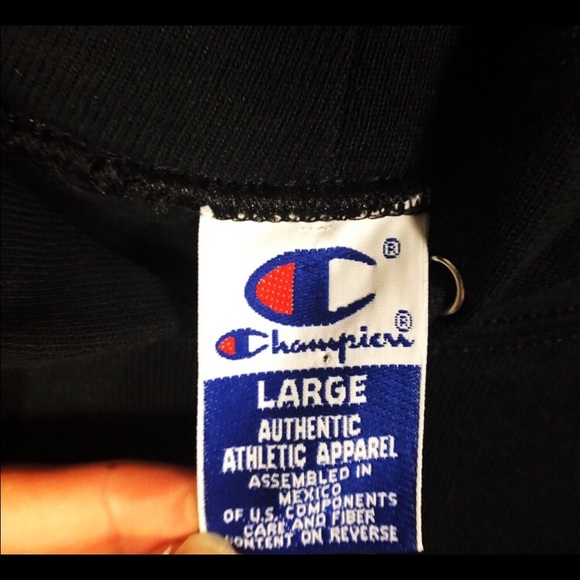 ®
Champion®
LARGE
AUTHENTIC
ATHLETIC APPAREL
ASSEMBLED IN
MEXICO
OF U.S. COMPONENTS
CARE AND FIBER
CONTENT ON REVERSE